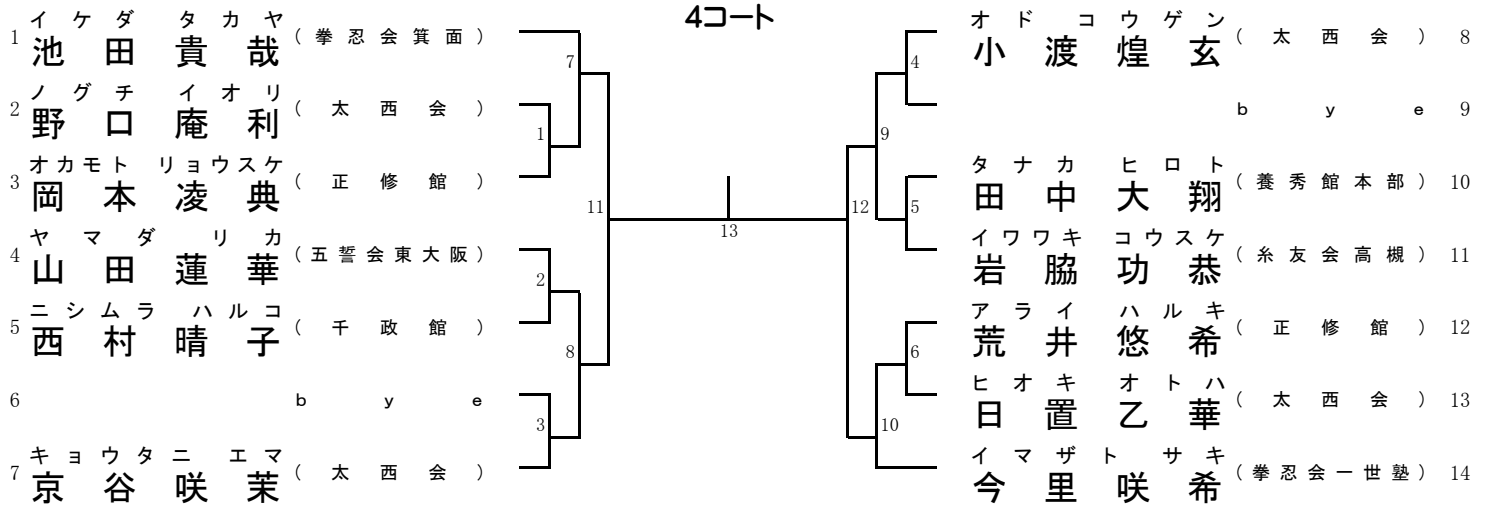 4コート
イケダ タカヤ
1 池田貴哉 (拳忍会箕面)
ノグチ イオリ
2 野口庵利 (太西会)
オカモト リョウスケ
3 岡本凌典 (正修館)
ヤマダ リカ
4 山田蓮華 (五誓会東大阪)
ニシムラ ハルコ
5 西村晴子 (千政館)
6 bye
キョウタニ エマ
7 京谷咲茉 (太西会)
7
1
11
2
8
3
13
オド コウゲン
小渡煌玄 (太西会) 8
bye 9
タナカ ヒロト
田中大翔 (養秀館本部) 10
イワワキ コウスケ
岩脇功恭 (糸友会高槻) 11
アライ ハルキ
荒井悠希 (正修館) 12
ヒオキ オトハ
日置乙華 (太西会) 13
イマザト サキ
今里咲希 (拳忍会一世塾) 14
4
9
12
5
6
10